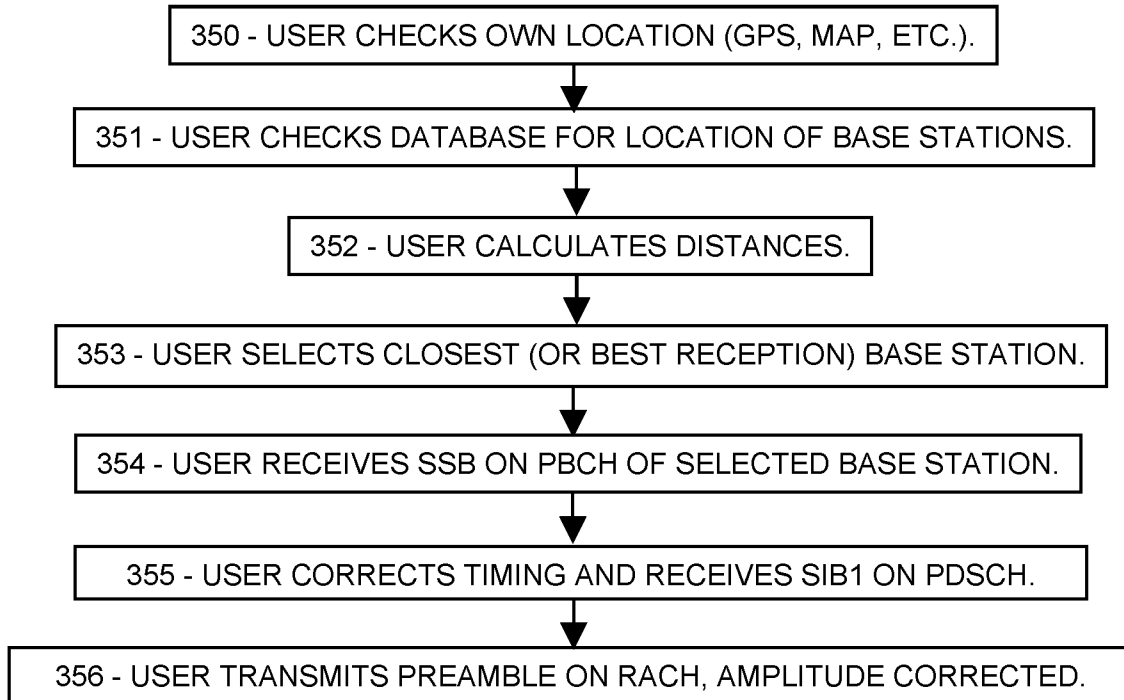 350 - USER CHECKS OWN LOCATION (GPS, MAP, ETC.).
351 - USER CHECKS DATABASE FOR LOCATION OF BASE STATIONS.
352 - USER CALCULATES DISTANCES.
353 - USER SELECTS CLOSEST (OR BEST RECEPTION) BASE STATION.
354 - USER RECEIVES SSB ON PBCH OF SELECTED BASE STATION.
355 - USER CORRECTS TIMING AND RECEIVES SIB1 ON PDSCH.
356 - USER TRANSMITS PREAMBLE ON RACH, AMPLITUDE CORRECTED.